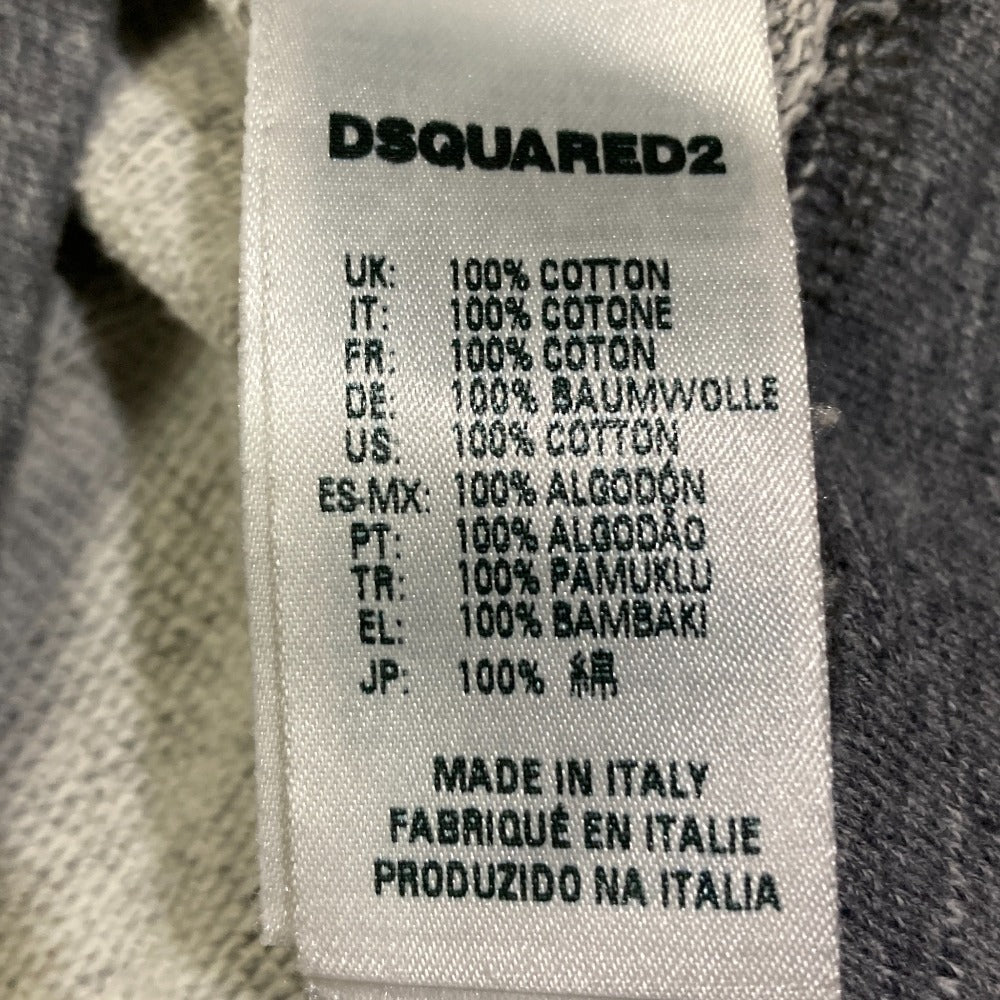 DSQUARED2
UK: 100% COTTON
IT: 100% COTONE
FR: 100% COTON
DE: 100% BAUMWOLLE
US: 100% COTTON
ES-MX: 100% ALGODÓN
PT: 100% ALGODÃO
TR: 100% PAMUKLU
EL: 100% BAMBAKI
JP: 100% 綿
MADE IN ITALY
FABRIQUÉ EN ITALIE
PRODUZIDO NA ITALIA